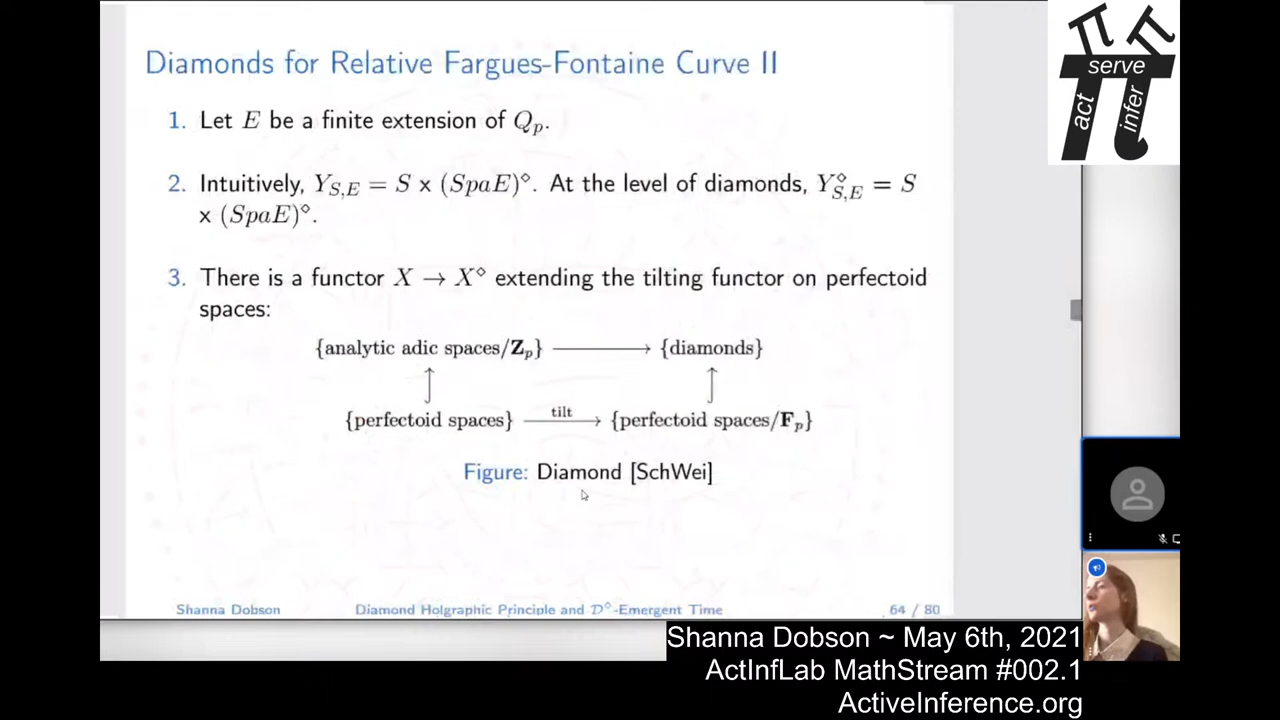 Diamonds for Relative Fargues-Fontaine Curve II
1. Let E be a finite extension of Q_p.
2. Intuitively, Y_{S,E} = S × (SpaE)^⋄. At the level of diamonds, Y^⋄_{S,E} = S
× (SpaE)^⋄.
3. There is a functor X → X^⋄ extending the tilting functor on perfectoid
spaces:
{analytic adic spaces/Z_p} → {diamonds}
tilt
{perfectoid spaces} → {perfectoid spaces/F_p}
Figure: Diamond [SchWei]
Shanna Dobson Diamond Holgraphic Principle and D^⋄-Emergent Time 64 / 80
π π
serve
act infer
Shanna Dobson ~ May 6th, 2021
ActInfLab MathStream #002.1
ActiveInference.org